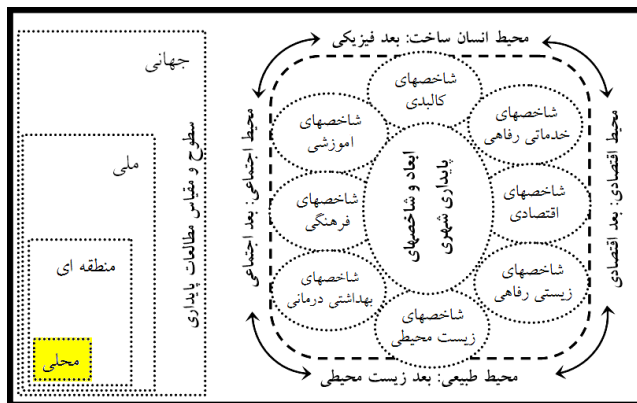 محیط انسان ساخت: بعد فیزیکی
جهانی
ملی
منطقه ای
محلی
سطوح و مقیاس مطالعات پایداری
محیط اجتماعی: بعد اجتماعی
شاخصهای
کالبدی
شاخصهای
خدماتی رفاهی
شاخصهای
اموزشی
ابعاد و شاخصهای
پایداری شهری
شاخصهای
اقتصادی
شاخصهای
فرهنگی
شاخصهای
زیستی رفاهی
شاخصهای
بهداشتی درمانی
شاخصهای
زیست محیطی
محیط اقتصادی: بعد اقتصادی
محیط طبیعی: بعد زیست محیطی